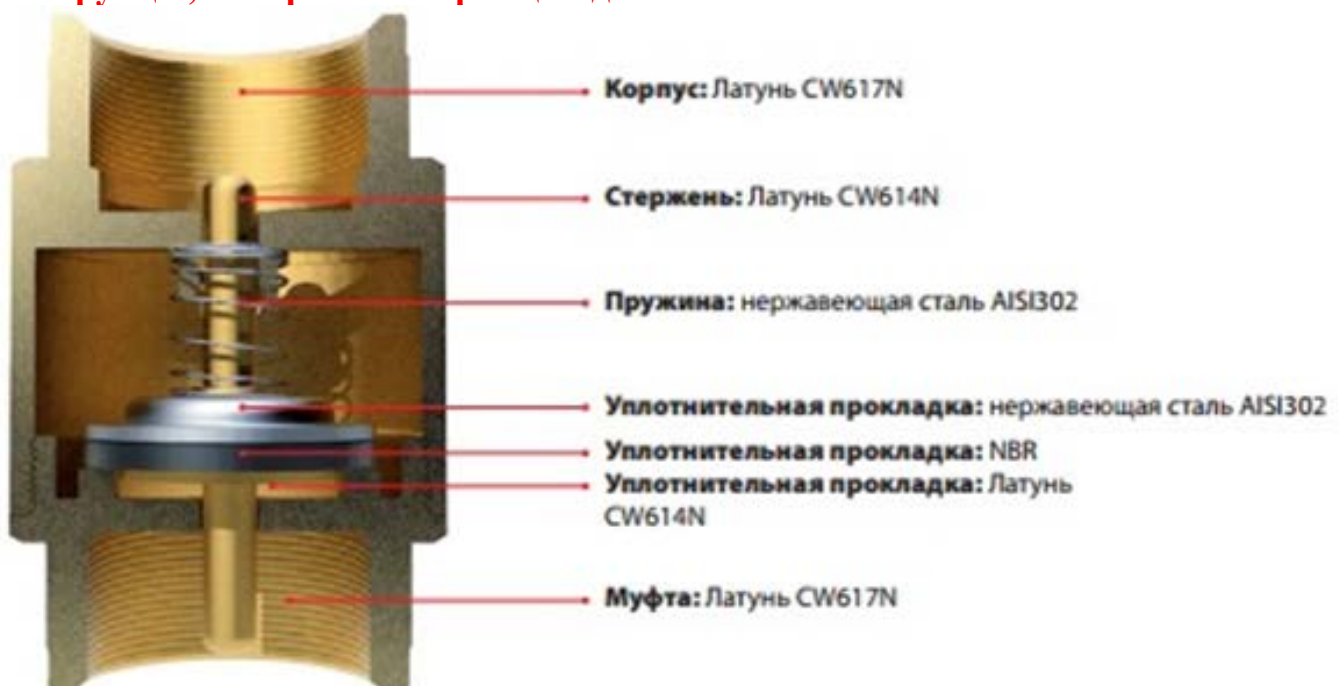 Корпус: Латунь CW617N
Стержень: Латунь CW614N
Пружина: нержавеющая сталь AISI302
Уплотнительная прокладка: нержавеющая сталь AISI302
Уплотнительная прокладка: NBR
Уплотнительная прокладка: Латунь
CW614N
Муфта: Латунь CW617N